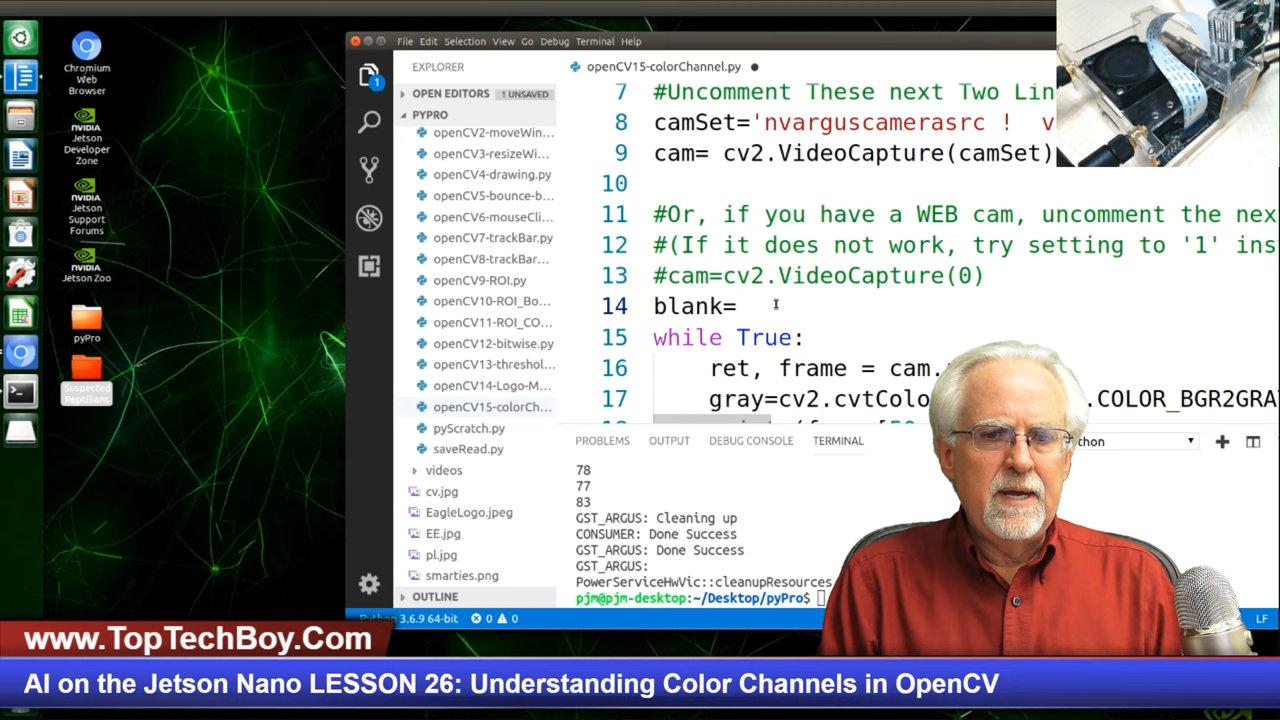 File Edit Selection View Go Debug Terminal Help
Chromium
Web
Browser
NVIDIA
Jetson
Developer
Zone
NVIDIA
Jetson
Support
Forums
NVIDIA
Jetson Zoo
pyPro
Suspected
Reptilians
EXPLORER
OPEN EDITORS 1 UNSAVED
PYPRO
openCV2-moveWin...
openCV3-resizeWi...
openCV4-drawing.py
openCV5-bounce-b...
openCV6-mouseCli...
openCV7-trackBar.py
openCV8-trackBar...
openCV9-ROI.py
openCV10-ROI_Bo...
openCV11-ROI_CO...
openCV12-bitwise.py
openCV13-threshol...
openCV14-Logo-M...
openCV15-colorCh...
pyScratch.py
saveRead.py
videos
cv.jpg
EagleLogo.jpeg
EE.jpg
pl.jpg
smarties.png
OUTLINE
1
openCV15-colorChannel.py
7 #Uncomment These next Two Lin
8 camSet='nvarguscamerasrc ! v
9 cam= cv2.VideoCapture(camSet)
10
11 #Or, if you have a WEB cam, uncomment the nex
12 #(If it does not work, try setting to '1' ins
13 #cam=cv2.VideoCapture(0)
14 blank=
15 while True:
16 ret, frame = cam.
17 gray=cv2.cvtColo .COLOR_BGR2GRA
PROBLEMS OUTPUT DEBUG CONSOLE TERMINAL
78
77
83
GST_ARGUS: Cleaning up
CONSUMER: Done Success
GST_ARGUS: Done Success
GST_ARGUS:
PowerServiceHwVic::cleanupResources
pjm@pjm-desktop:~/Desktop/pyPro$
Python 3.6.9 64-bit 0 0
LF
www.TopTechBoy.Com
AI on the Jetson Nano LESSON 26: Understanding Color Channels in OpenCV